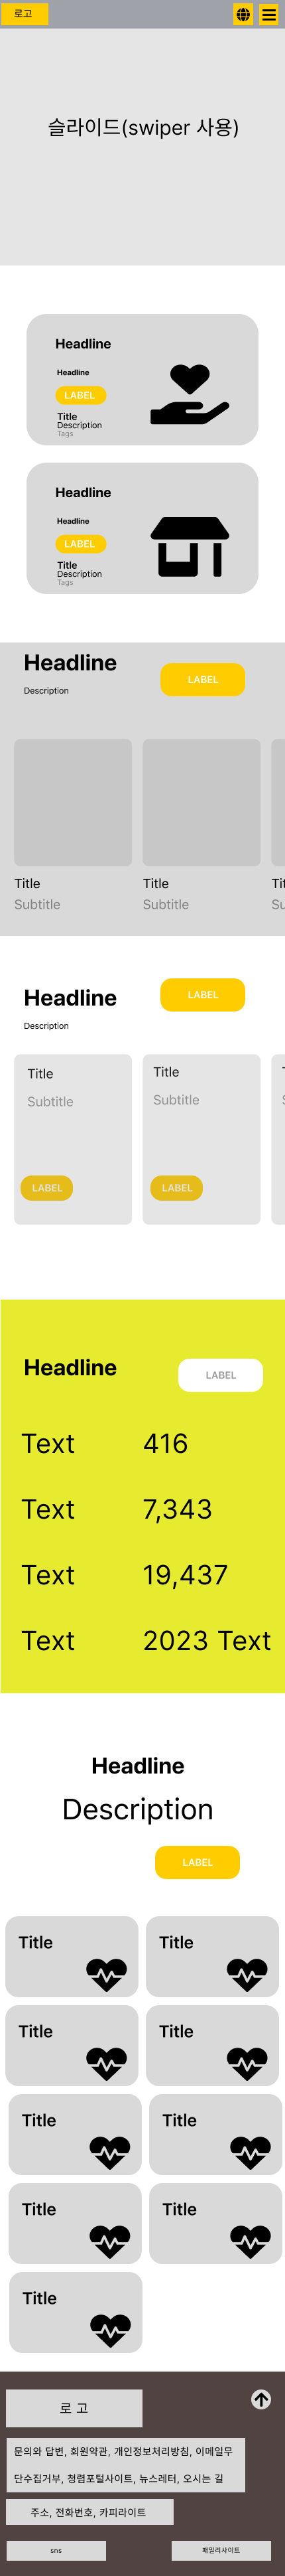 로고
슬라이드(swiper 사용)
Headline
Headline
LABEL
Title
Description
Tags
Headline
Headline
LABEL
Title
Description
Tags
Headline
LABEL
Description
Title Title Tit
Subtitle Subtitle Su
Headline
LABEL
Description
Title Title
Subtitle Subtitle
LABEL LABEL
Headline
LABEL
Text 416
Text 7,343
Text 19,437
Text 2023 Text
Headline
Description
LABEL
Title Title
Title Title
Title Title
Title Title
Title
로 고
문의와 답변, 회원약관, 개인정보처리방침, 이메일무
단수집거부, 청렴포털사이트, 뉴스레터, 오시는 길
주소, 전화번호, 카피라이트
sns 패밀리사이트